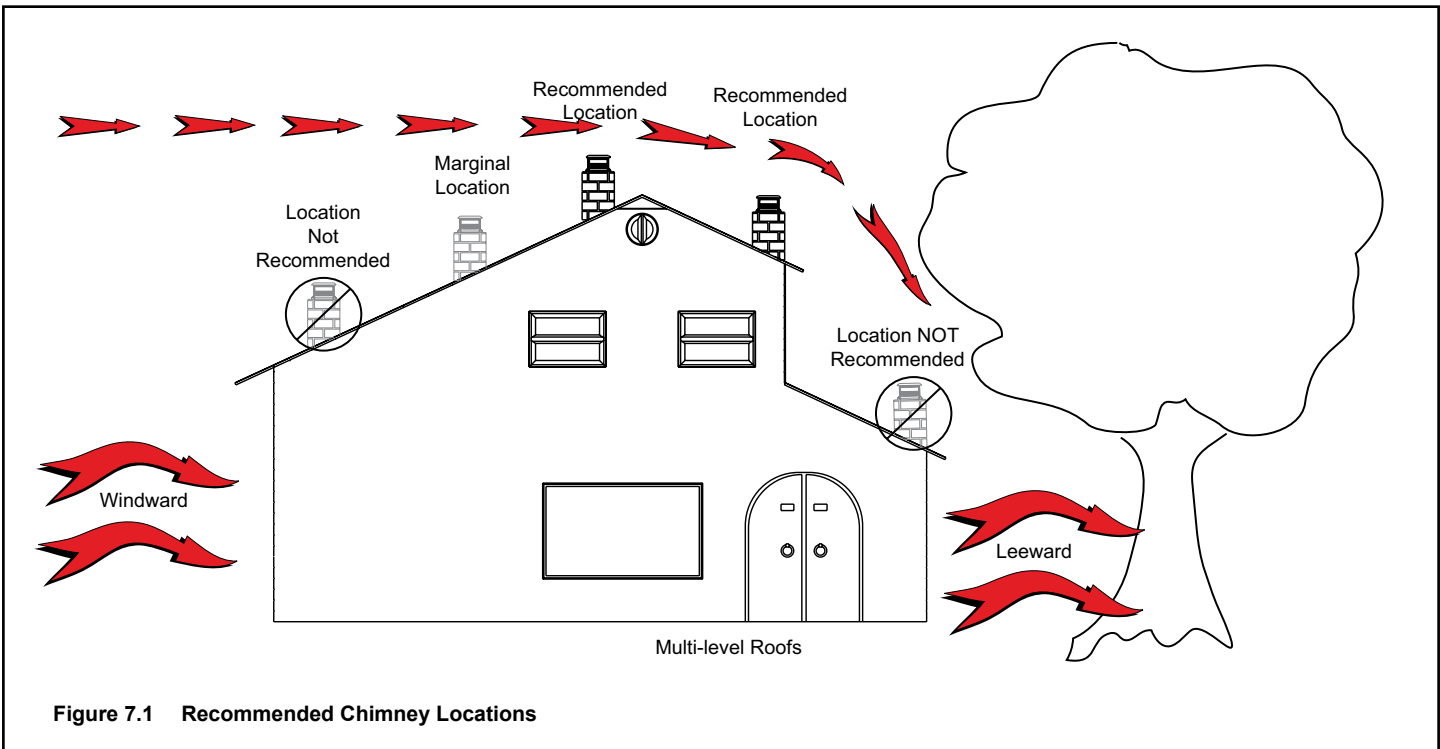 Recommended
Location
Recommended
Location
Marginal
Location
Location
Not
Recommended
Location NOT
Recommended
Windward
Leeward
Multi-level Roofs
Figure 7.1 Recommended Chimney Locations